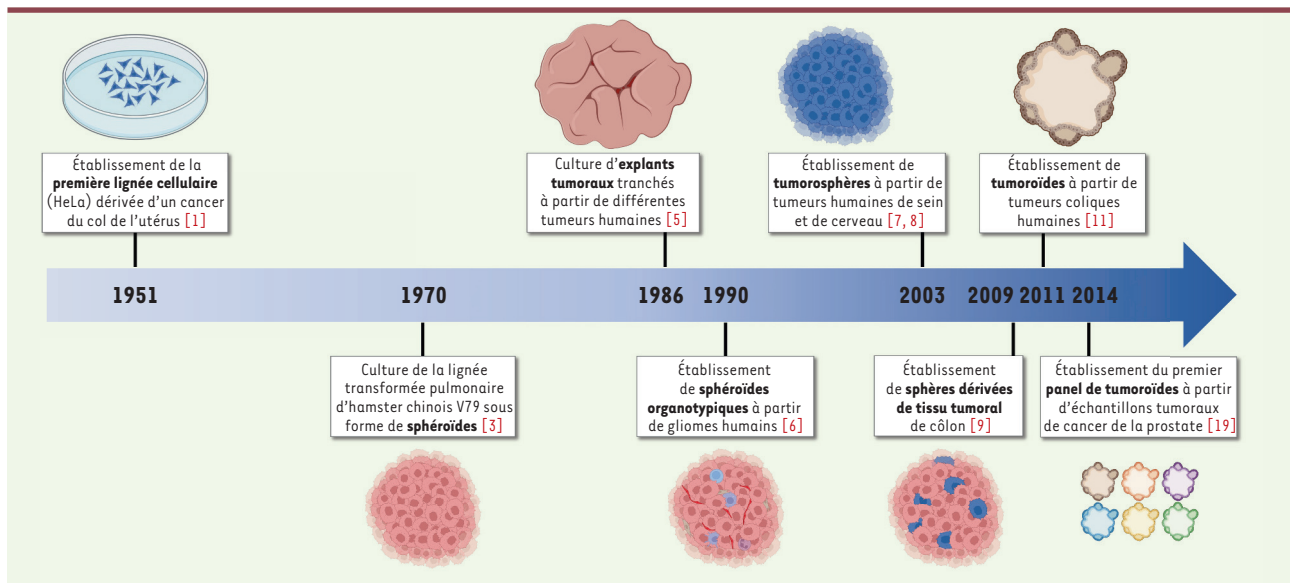 Établissement de la
première lignée cellulaire
(HeLa) dérivée d'un cancer
du col de l'utérus [1]
Culture d'explants
tumoraux tranchés
à partir de différentes
tumeurs humaines [5]
Établissement de
tumorosphères à partir de
tumeurs humaines de sein
et de cerveau [7, 8]
Établissement de
tumoroïdes à partir de
tumeurs coliques
humaines [11]
1951
1970
1986
1990
2003
2009
2011
2014
Culture de la lignée
transformée pulmonaire
d'hamster chinois V79 sous
forme de sphéroïdes [3]
Établissement
de sphéroïdes
organotypiques à partir
de gliomes humains [6]
Établissement
de sphères dérivées
de tissu tumoral
de côlon [9]
Établissement du premier
panel de tumoroïdes à partir
d'échantillons tumoraux
de cancer de la prostate [19]